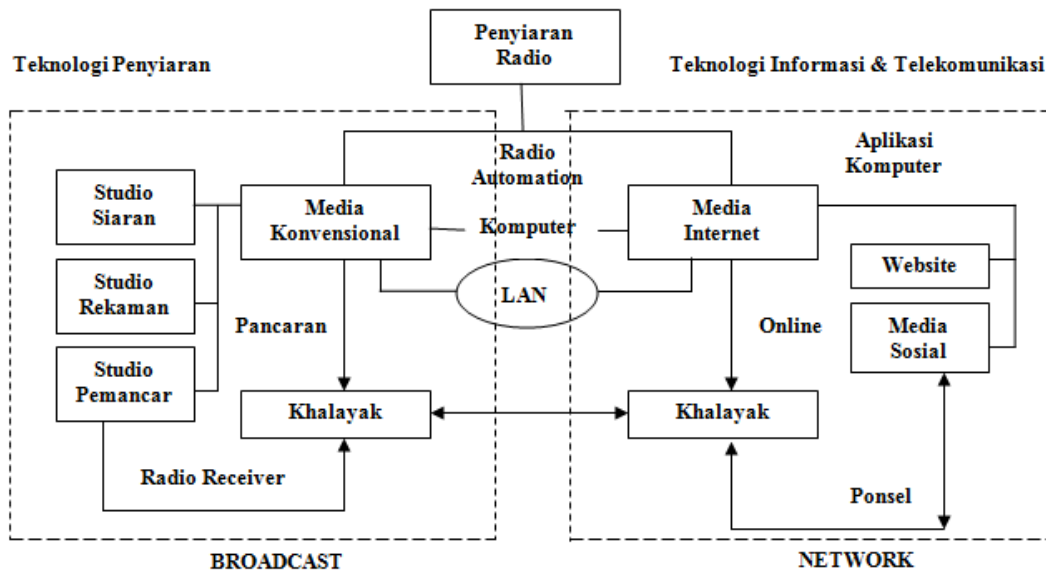 Penyiaran
Radio
Teknologi Penyiaran
Teknologi Informasi & Telekomunikasi
Radio
Automation
Aplikasi
Komputer
Studio
Siaran
Media
Konvensional
Komputer
Media
Internet
Website
Studio
Rekaman
LAN
Pancaran
Online
Media
Sosial
Studio
Pemancar
Khalayak
Khalayak
Radio Receiver
Ponsel
BROADCAST
NETWORK